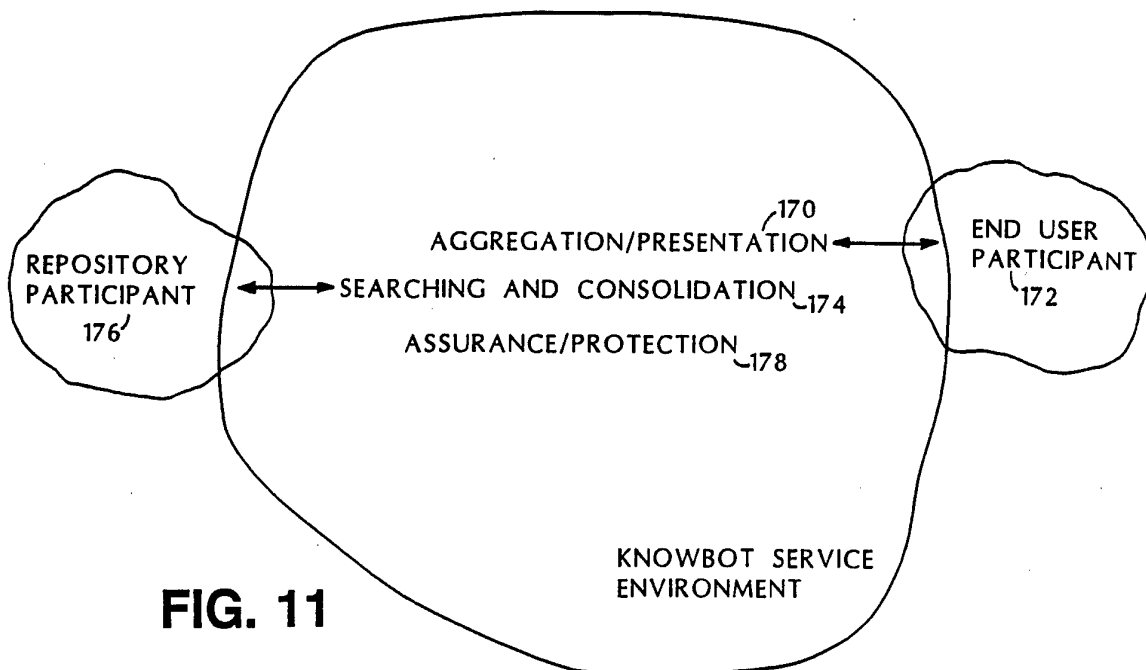 170
AGGREGATION/PRESENTATION
END USER
PARTICIPANT
172
REPOSITORY
PARTICIPANT
176
SEARCHING AND CONSOLIDATION
174
ASSURANCE/PROTECTION
178
KNOWBOT SERVICE
ENVIRONMENT
FIG. 11